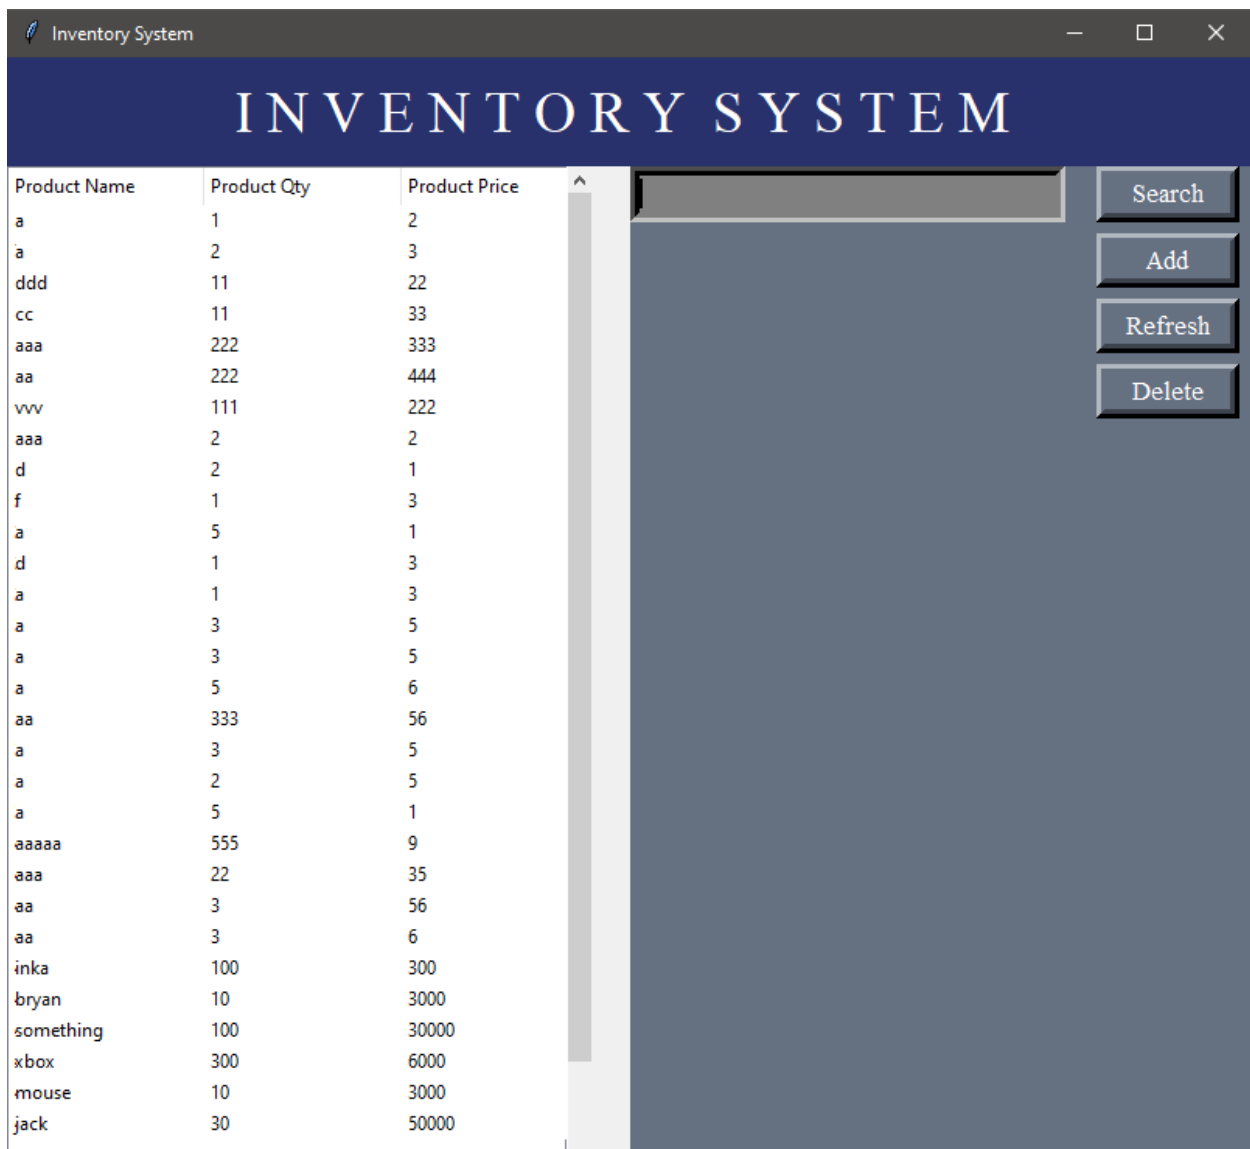 Inventory System
I N V E N T O R Y S Y S T E M
Product Name Product Qty Product Price
a 1 2
a 2 3
ddd 11 22
cc 11 33
aaa 222 333
aa 222 444
vvv 111 222
aaa 2 2
d 2 1
f 1 3
a 5 1
d 1 3
a 1 3
a 3 5
a 3 5
a 5 6
aa 333 56
a 3 5
a 2 5
a 5 1
aaaaa 555 9
aaa 22 35
aa 3 56
aa 3 6
inka 100 300
bryan 10 3000
something 100 30000
xbox 300 6000
mouse 10 3000
jack 30 50000
Search
Add
Refresh
Delete